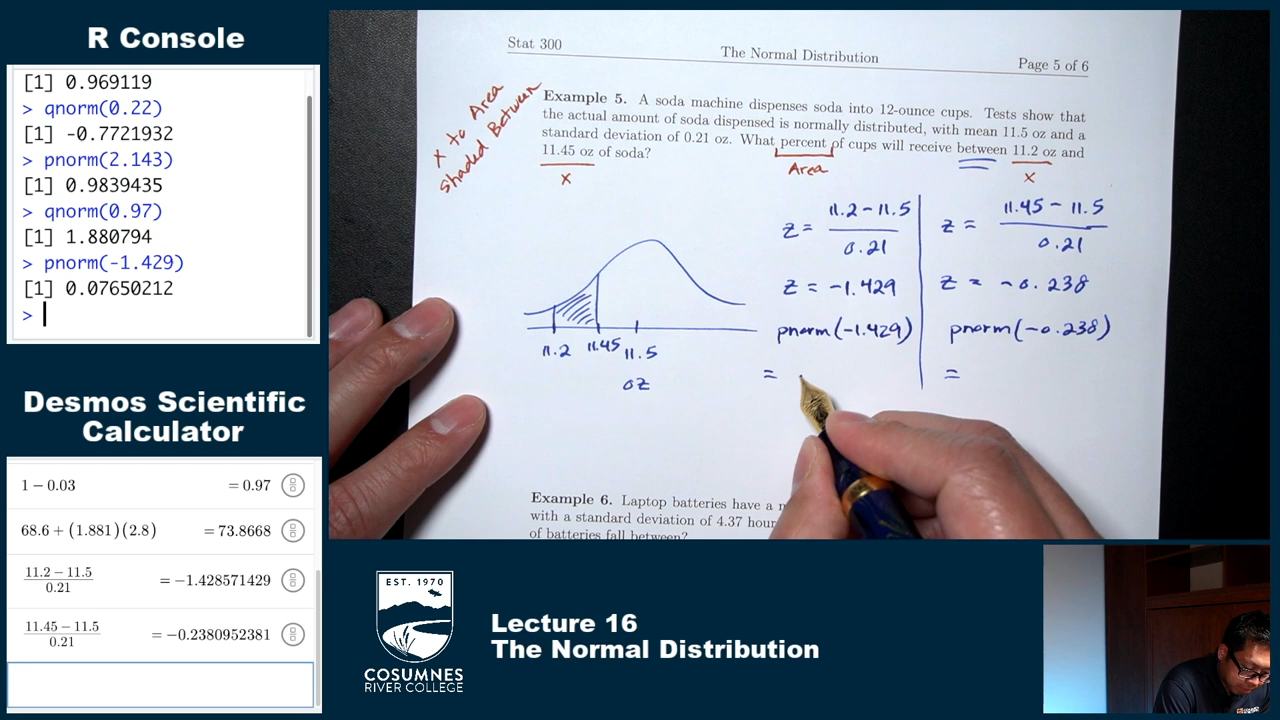 R Console
[1] 0.969119
> qnorm(0.22)
[1] -0.7721932
> pnorm(2.143)
[1] 0.9839435
> qnorm(0.97)
[1] 1.880794
> pnorm(-1.429)
[1] 0.07650212
>
Desmos Scientific
Calculator
1 − 0.03 = 0.97
68.6 + (1.881)(2.8) = 73.8668
11.2 − 11.5
0.21
= −1.428571429
11.45 − 11.5
0.21
= −0.2380952381
Stat 300 The Normal Distribution Page 5 of 6
x to Area
shaded Between
Example 5. A soda machine dispenses soda into 12-ounce cups. Tests show that
the actual amount of soda dispensed is normally distributed, with mean 11.5 oz and a
standard deviation of 0.21 oz. What percent of cups will receive between 11.2 oz and
11.45 oz of soda?
x
Area
x
11.2 11.45 11.5
oz
z = 11.2 - 11.5
0.21
z = -1.429
pnorm(-1.429)
=
z = 11.45 - 11.5
0.21
z = -0.238
pnorm(-0.238)
=
Example 6. Laptop batteries have a
with a standard deviation of 4.37 hour
of batteries fall between?
EST. 1970
COSUMNES
RIVER COLLEGE
Lecture 16
The Normal Distribution